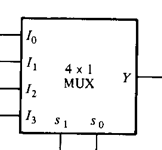 I₀
I₁
4 × 1
Y
MUX
I₂
I₃
s₁ s₀